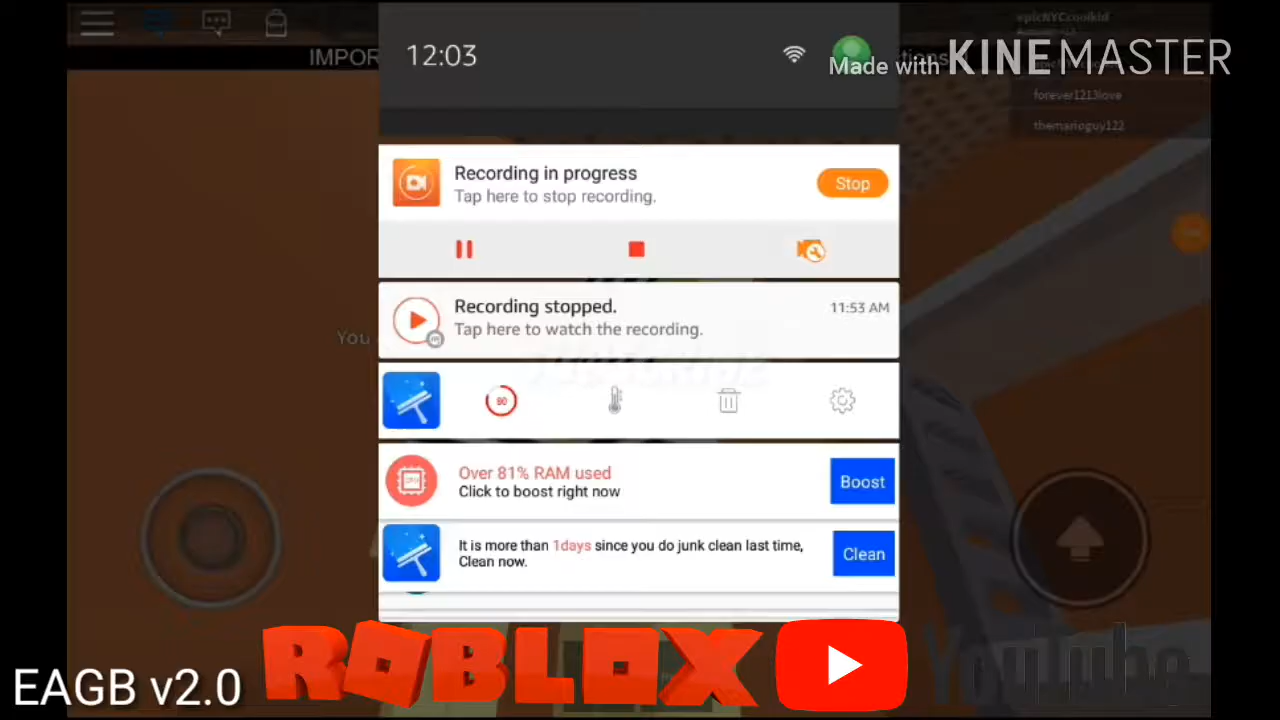 12:03
Made with KINEMASTER
epicNYCcoolkid
IMPOR
forever1213love
themarioguy122
Recording in progress
Tap here to stop recording.
Stop
Recording stopped.
11:53 AM
Tap here to watch the recording.
You
90
Over 81% RAM used
Click to boost right now
Boost
It is more than 1days since you do junk clean last time,
Clean now.
Clean
ROBLOX
YouTube
EAGB v2.0